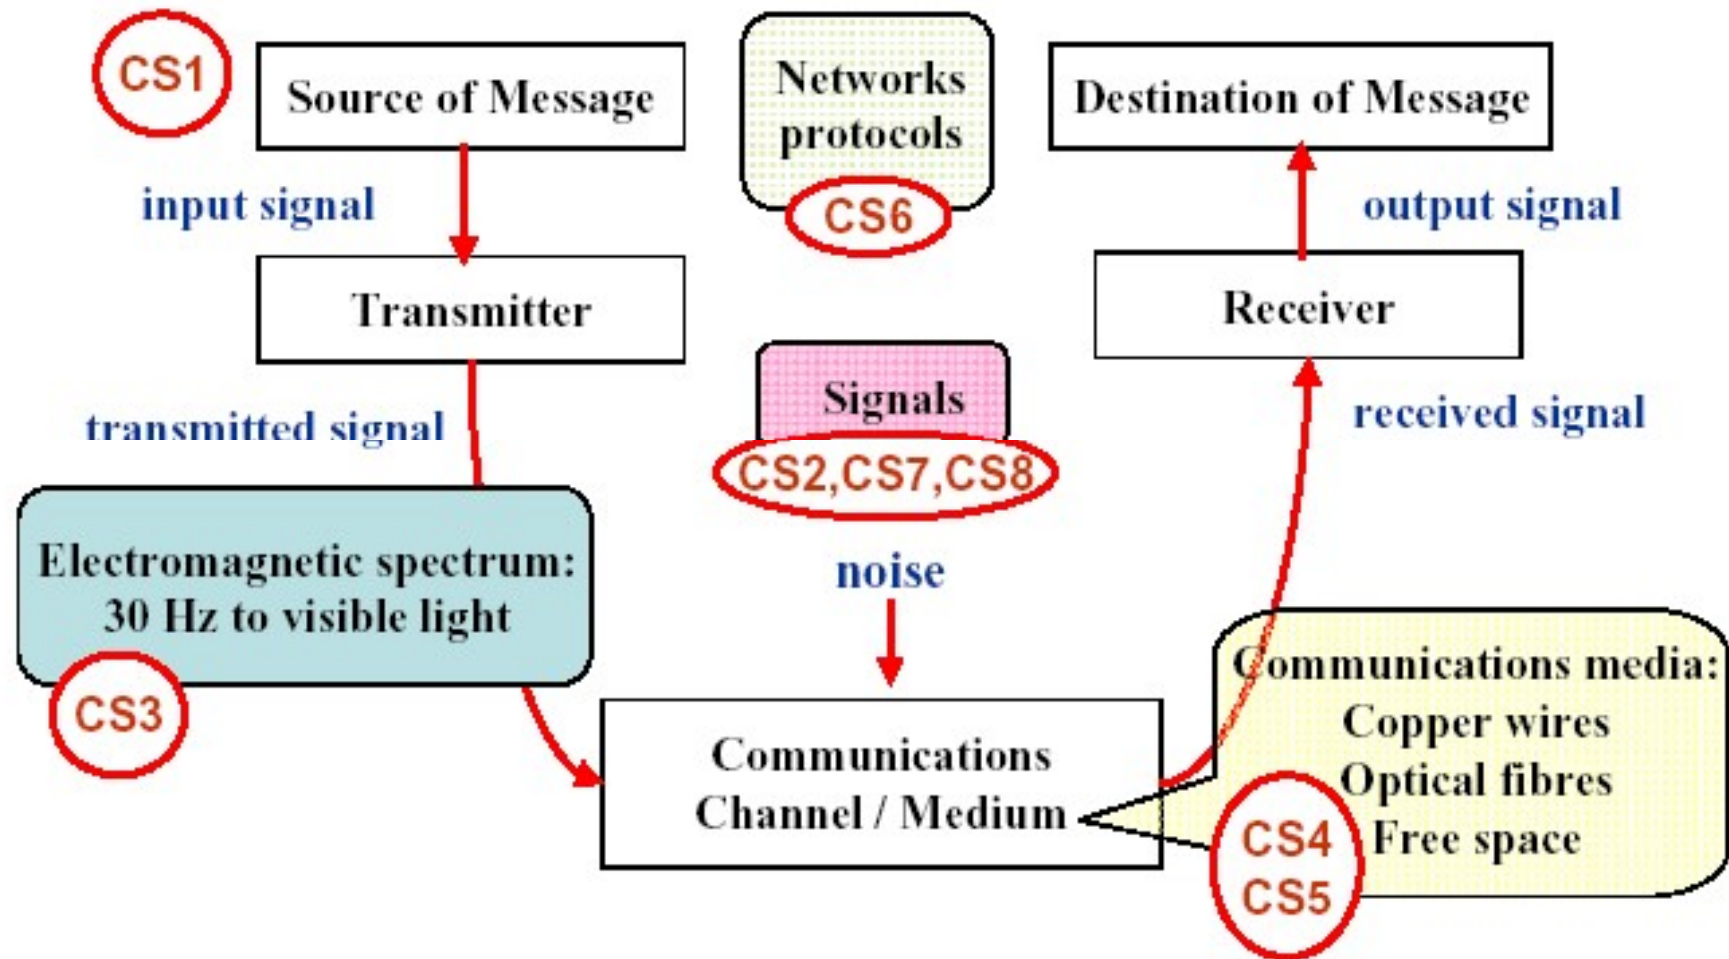 CS1
Source of Message
input signal
Transmitter
transmitted signal
Electromagnetic spectrum:
30 Hz to visible light
CS3
Networks
protocols
CS6
Signals
CS2,CS7,CS8
noise
Communications
Channel / Medium
Destination of Message
output signal
Receiver
received signal
Communications media:
Copper wires
Optical fibres
Free space
CS4
CS5